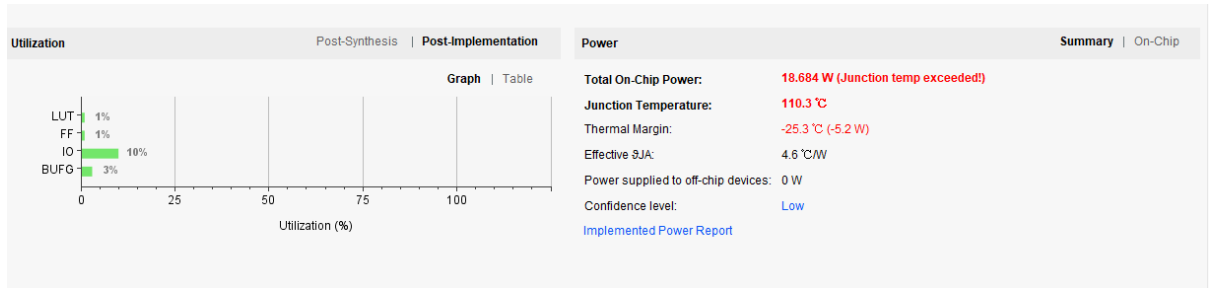 Utilization
Post-Synthesis | Post-Implementation
Graph | Table
LUT 1%
FF 1%
IO 10%
BUFG 3%
0 25 50 75 100
Utilization (%)
Power
Summary | On-Chip
Total On-Chip Power: 18.684 W (Junction temp exceeded!)
Junction Temperature: 110.3 ℃
Thermal Margin: -25.3 ℃ (-5.2 W)
Effective ϑJA: 4.6 ℃/W
Power supplied to off-chip devices: 0 W
Confidence level: Low
Implemented Power Report